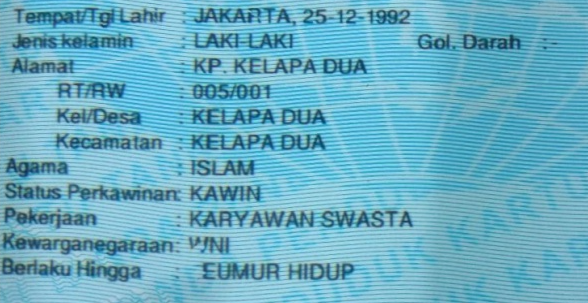 Tempat/Tgl Lahir : JAKARTA, 25-12-1992
Jenis kelamin : LAKI-LAKI Gol. Darah :-
Alamat : KP. KELAPA DUA
RT/RW : 005/001
Kel/Desa : KELAPA DUA
Kecamatan : KELAPA DUA
Agama : ISLAM
Status Perkawinan: KAWIN
Pekerjaan : KARYAWAN SWASTA
Kewarganegaraan: WNI
Berlaku Hingga : EUMUR HIDUP